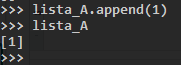 >>> lista_A.append(1)
>>> lista_A
[1]
>>>